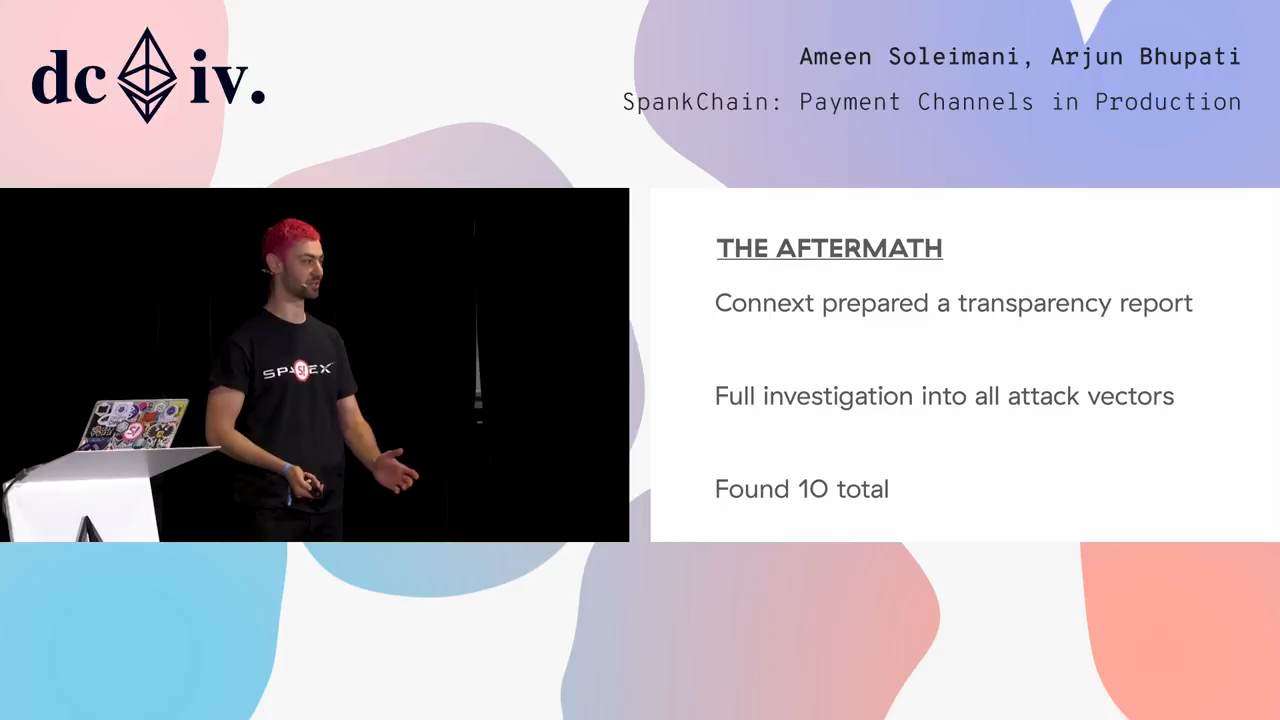 dc iv.
Ameen Soleimani, Arjun Bhupati
SpankChain: Payment Channels in Production
THE AFTERMATH
Connext prepared a transparency report
Full investigation into all attack vectors
Found 10 total